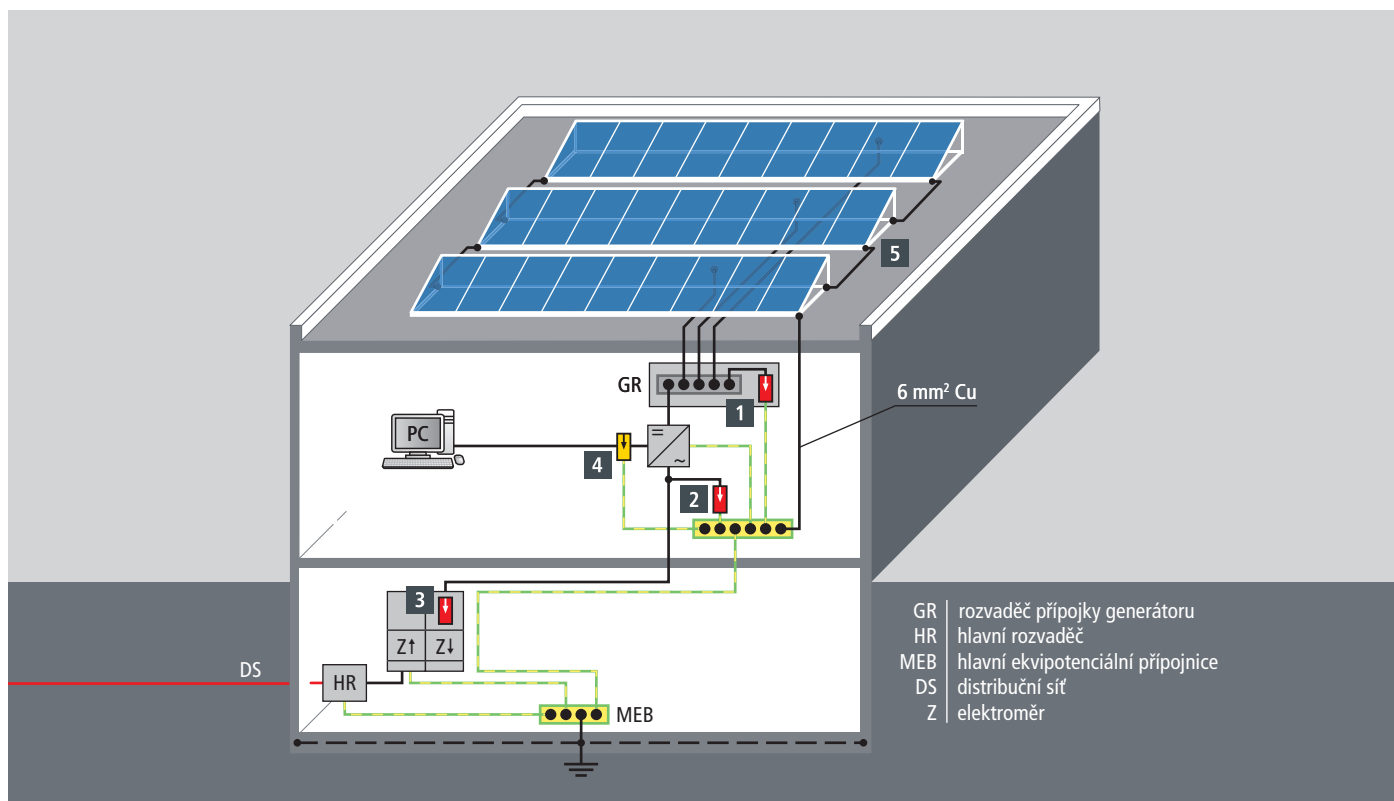 5
GR
1
6 mm² Cu
PC
4
2
3
GR rozvaděč přípojky generátoru
HR hlavní rozvaděč
MEB hlavní ekvipotenciální přípojnice
DS distribuční síť
Z elektroměr
Z↑ Z↓
DS
HR
MEB